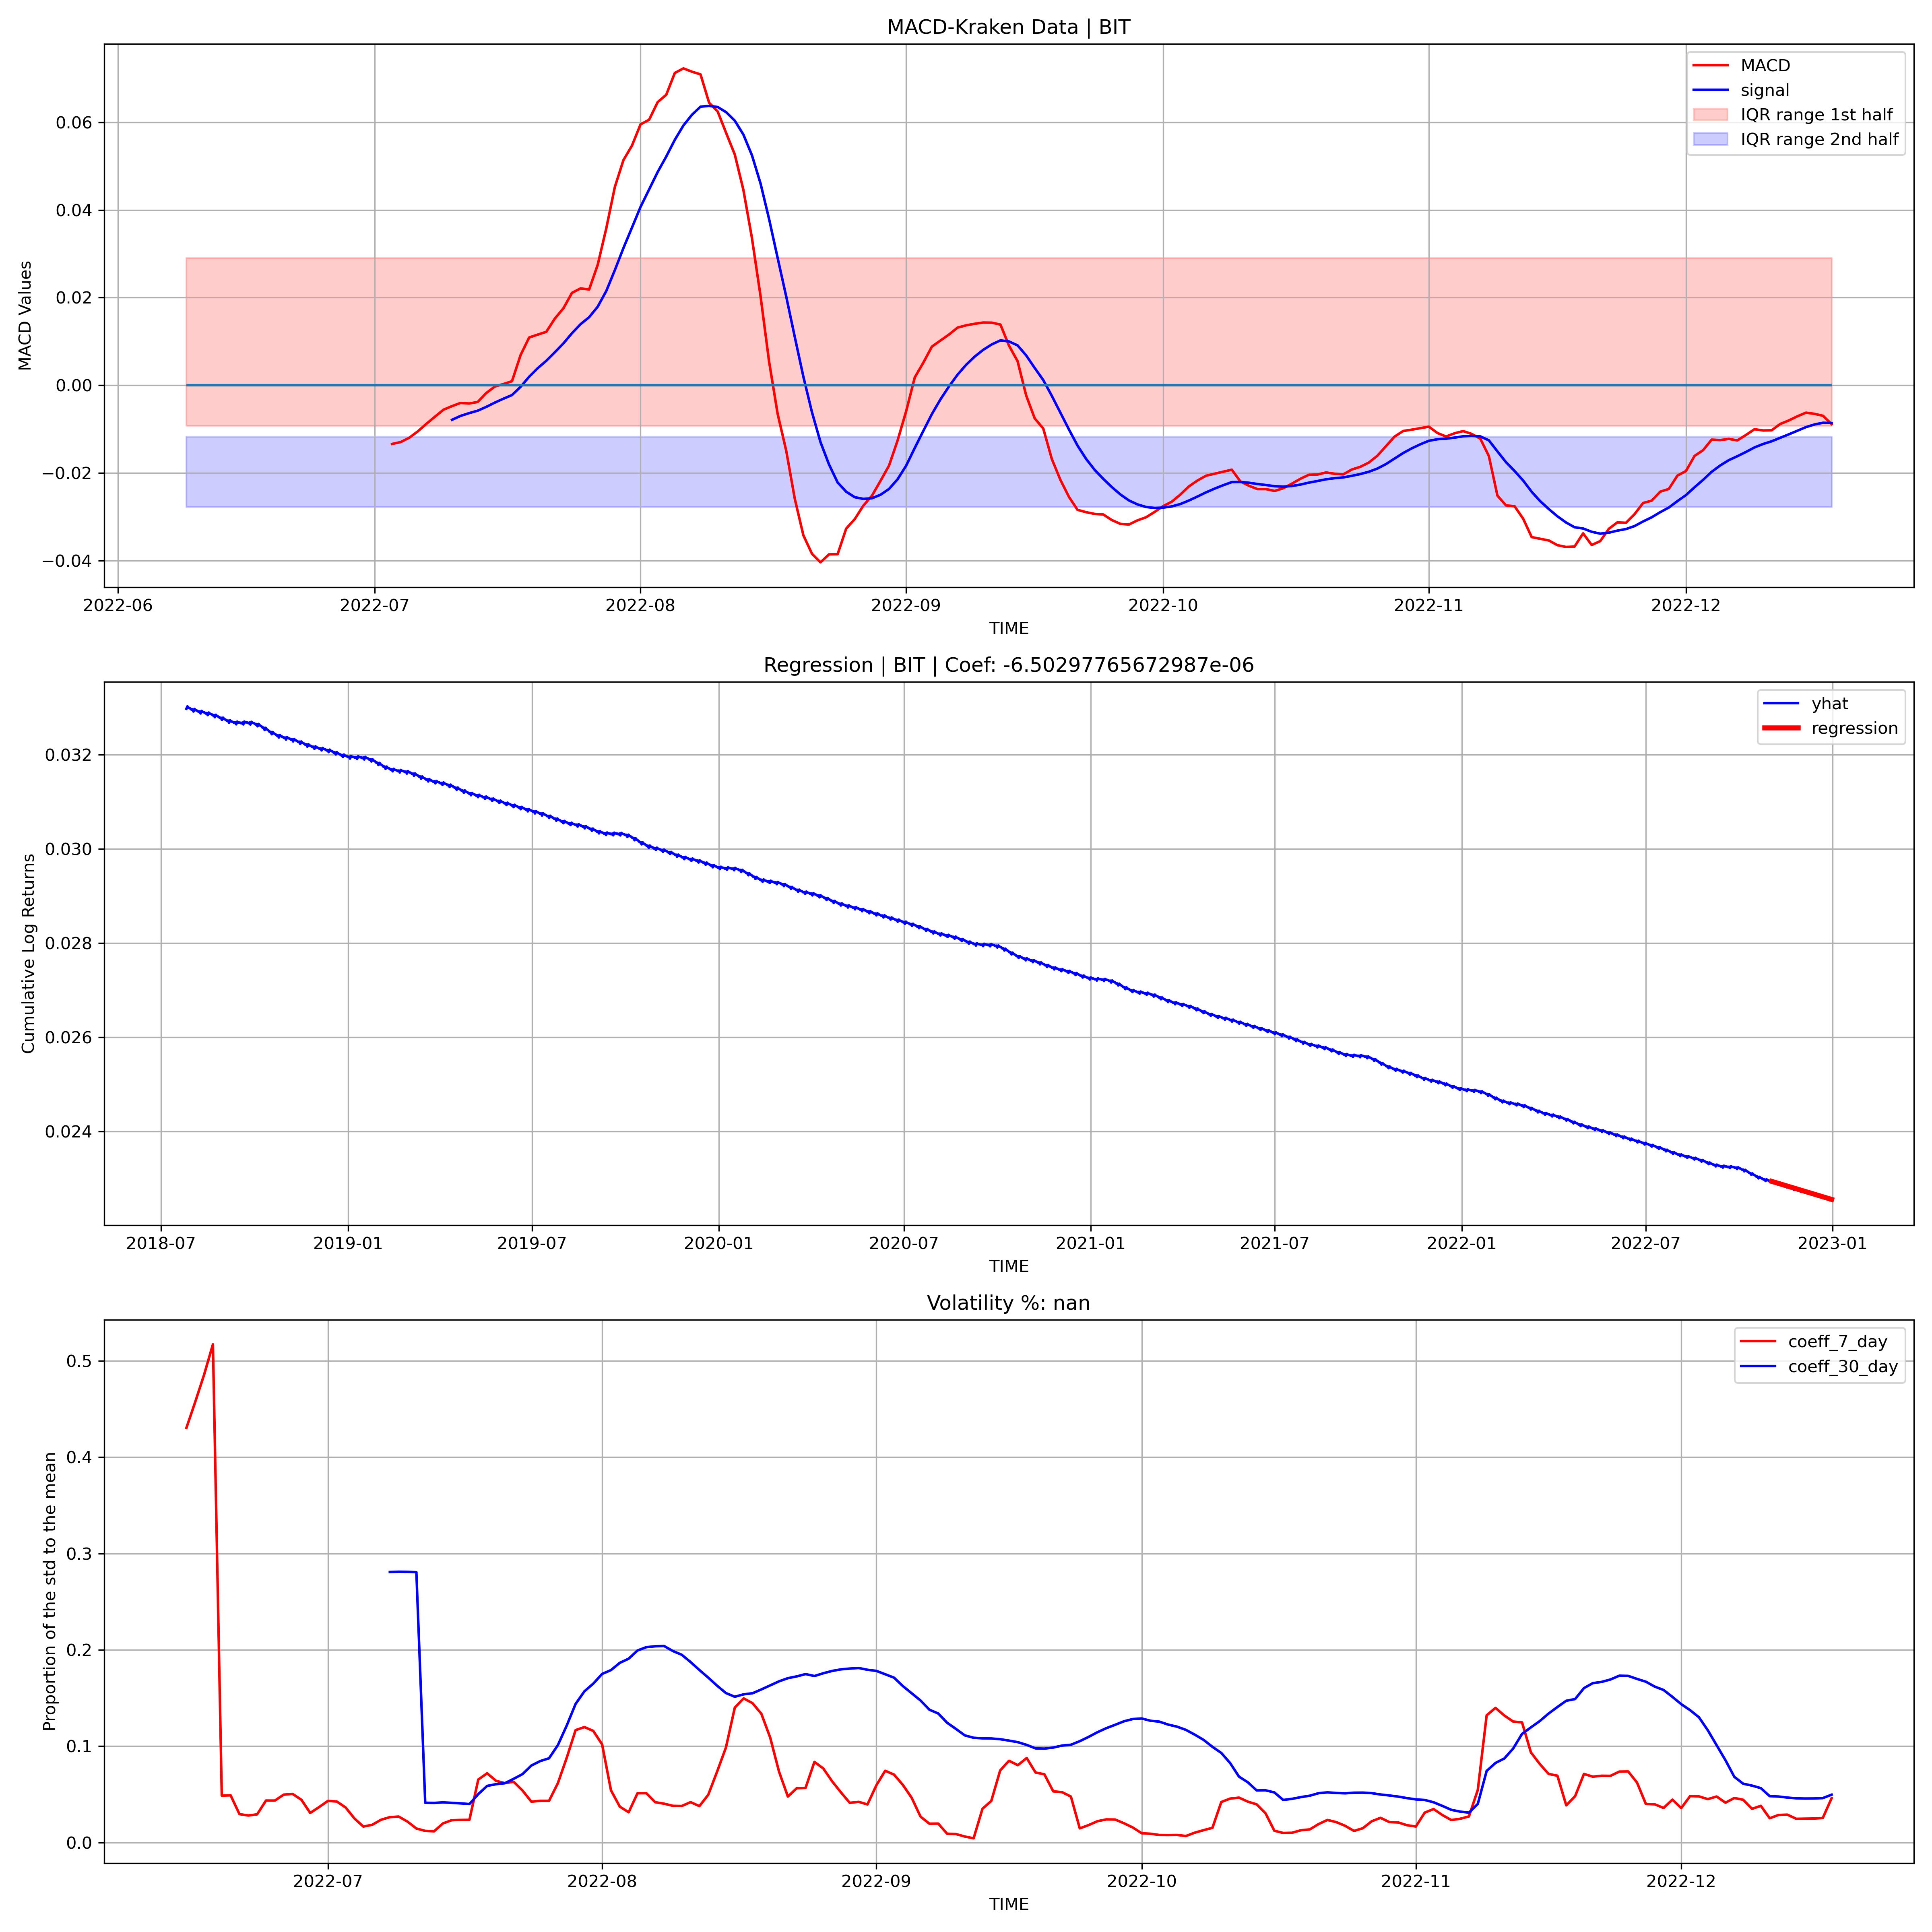 MACD-Kraken Data | BIT
MACD
signal
IQR range 1st half
IQR range 2nd half
MACD Values
0.06
0.04
0.02
0.00
−0.02
−0.04
2022-06 2022-07 2022-08 2022-09 2022-10 2022-11 2022-12
TIME
Regression | BIT | Coef: -6.50297765672987e-06
yhat
regression
Cumulative Log Returns
0.032
0.030
0.028
0.026
0.024
2018-07 2019-01 2019-07 2020-01 2020-07 2021-01 2021-07 2022-01 2022-07 2023-01
TIME
Volatility %: nan
coeff_7_day
coeff_30_day
Proportion of the std to the mean
0.5
0.4
0.3
0.2
0.1
0.0
2022-07 2022-08 2022-09 2022-10 2022-11 2022-12
TIME